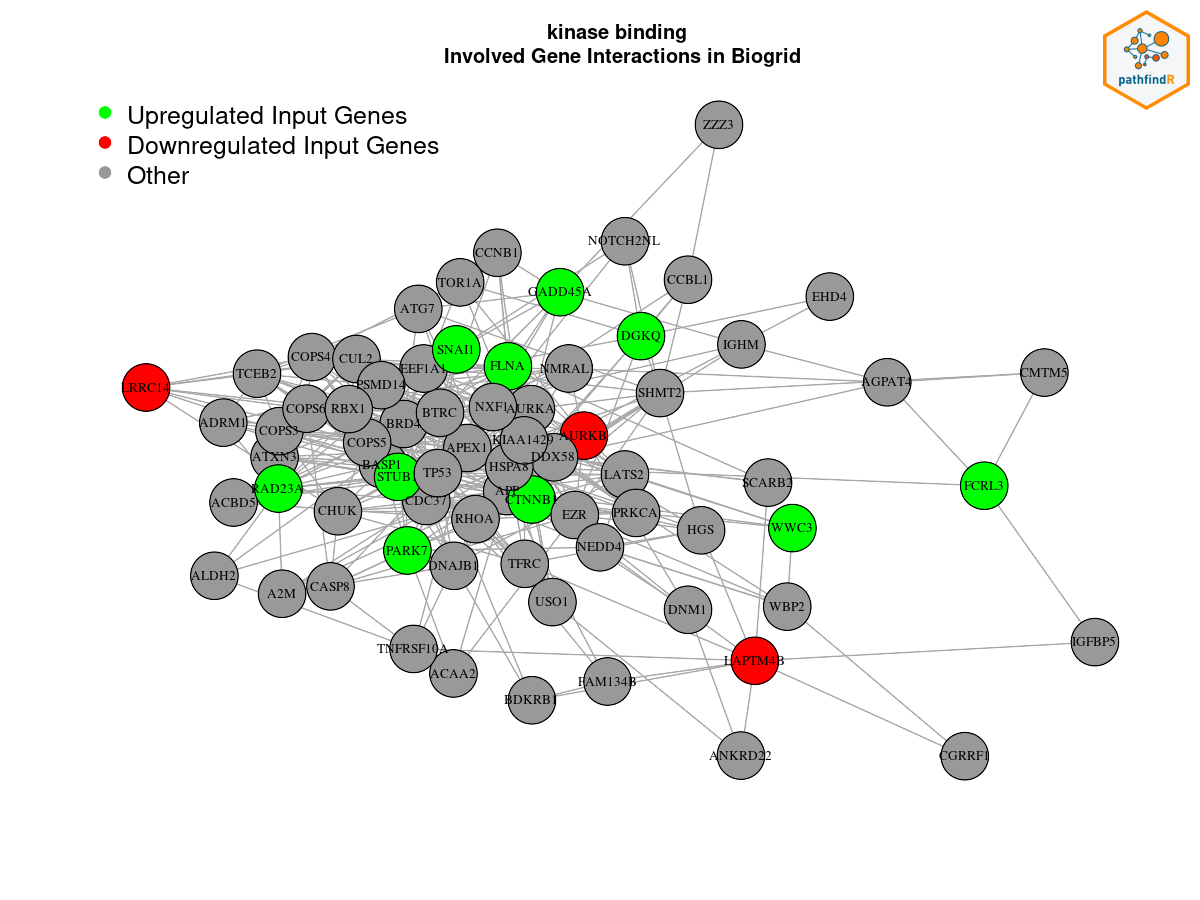 kinase binding
Involved Gene Interactions in Biogrid
pathfindR
Upregulated Input Genes
Downregulated Input Genes
Other
ZZZ3
NOTCH2NL
CCNB1
TOR1A
CCBL1
GADD45A
EHD4
ATG7
DGKQ
IGHM
SNAI1
COPS4
CUL2
FLNA
EEF1A1
NMRAL1
TCEB2
CMTM5
LRRC14
PSMD14
AGPAT4
SHMT2
COPS6
RBX1
NXF1
AURKA
BTRC
ADRM1
BRD4
COPS3
AURKB
KIAA1429
COPS5
APEX1
ATXN3
DDX58
BASP1
HSPA8
TP53
STUB1
LATS2
SCARB2
FCRL3
RAD23A
APP
CTNNB1
ACBD5
CDC37
CHUK
RHOA
EZR
PRKCA
HGS
WWC3
PARK7
NEDD4
DNAJB1
TFRC
ALDH2
CASP8
A2M
USO1
DNM1
WBP2
TNFRSF10A
IGFBP5
LAPTM4B
ACAA2
FAM134B
BDKRB1
ANKRD22
CGRRF1